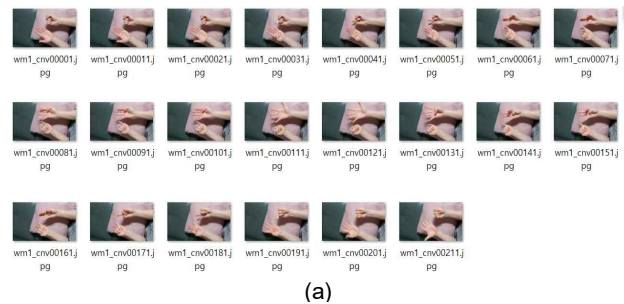 wm1_cnv00001.j wm1_cnv00011.j wm1_cnv00021.j wm1_cnv00031.j wm1_cnv00041.j wm1_cnv00051.j wm1_cnv00061.j wm1_cnv00071.j
pg pg pg pg pg pg pg pg
wm1_cnv00081.j wm1_cnv00091.j wm1_cnv00101.j wm1_cnv00111.j wm1_cnv00121.j wm1_cnv00131.j wm1_cnv00141.j wm1_cnv00151.j
pg pg pg pg pg pg pg pg
wm1_cnv00161.j wm1_cnv00171.j wm1_cnv00181.j wm1_cnv00191.j wm1_cnv00201.j wm1_cnv00211.j
pg pg pg pg pg pg
(a)